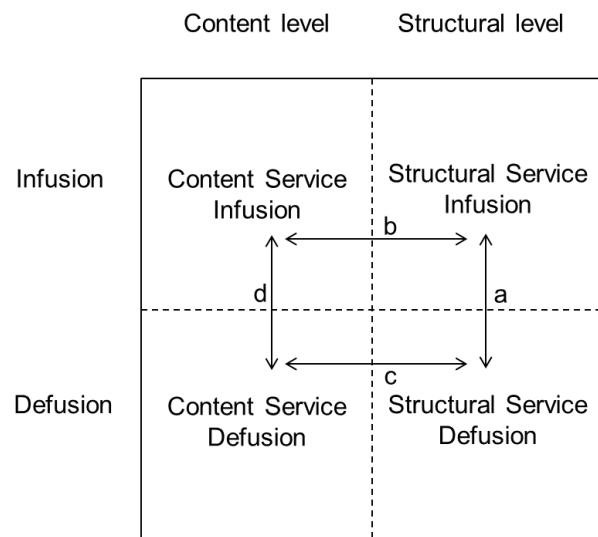 Content level Structural level
Infusion
Content Service Infusion
Structural Service Infusion
b
d
a
c
Defusion
Content Service Defusion
Structural Service Defusion